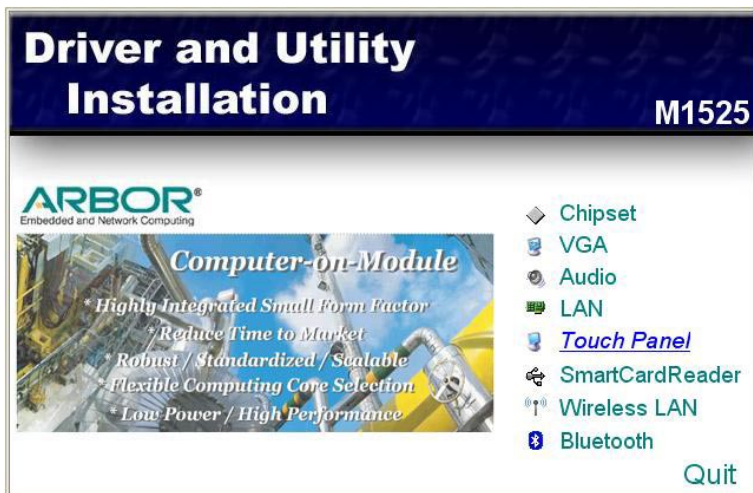 Driver and Utility
Installation
M1525
ARBOR®
Embedded and Network Computing
Computer-on-Module
* Highly Integrated Small Form Factor
* Reduce Time to Market
* Robust / Standardized / Scalable
* Flexible Computing Core Selection
* Low Power / High Performance
Chipset
VGA
Audio
LAN
Touch Panel
SmartCardReader
Wireless LAN
Bluetooth
Quit